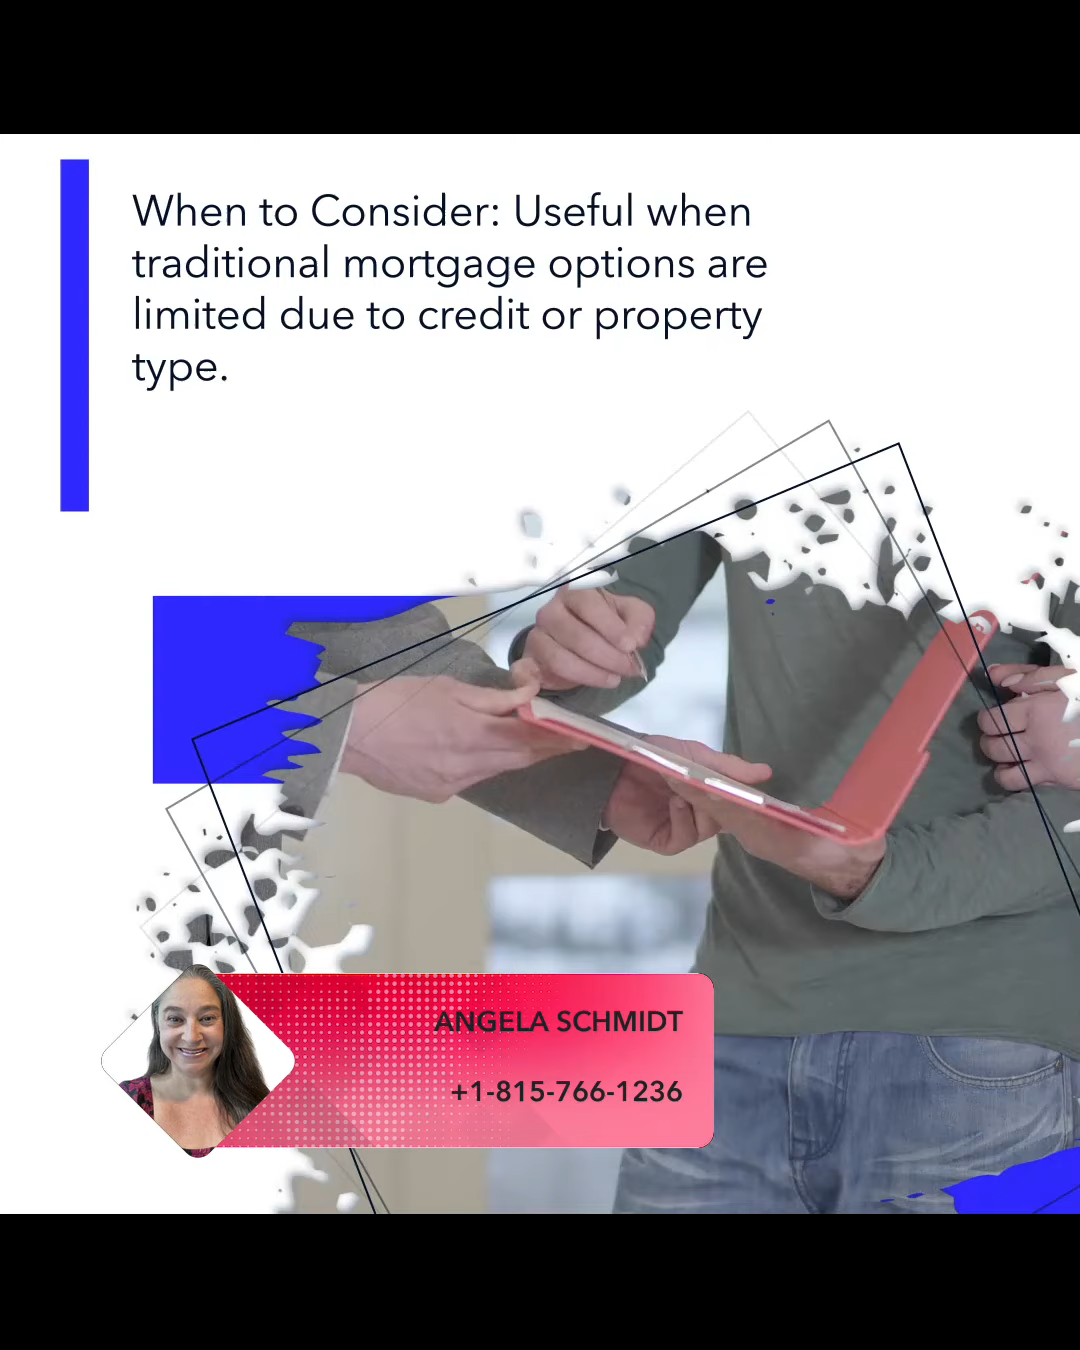 When to Consider: Useful when
traditional mortgage options are
limited due to credit or property
type.
ANGELA SCHMIDT
+1-815-766-1236